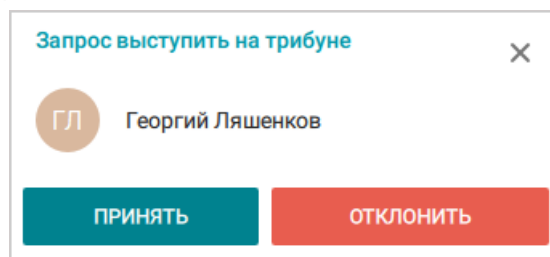 Запрос выступить на трибуне
ГЛ
Георгий Ляшенков
ПРИНЯТЬ
ОТКЛОНИТЬ